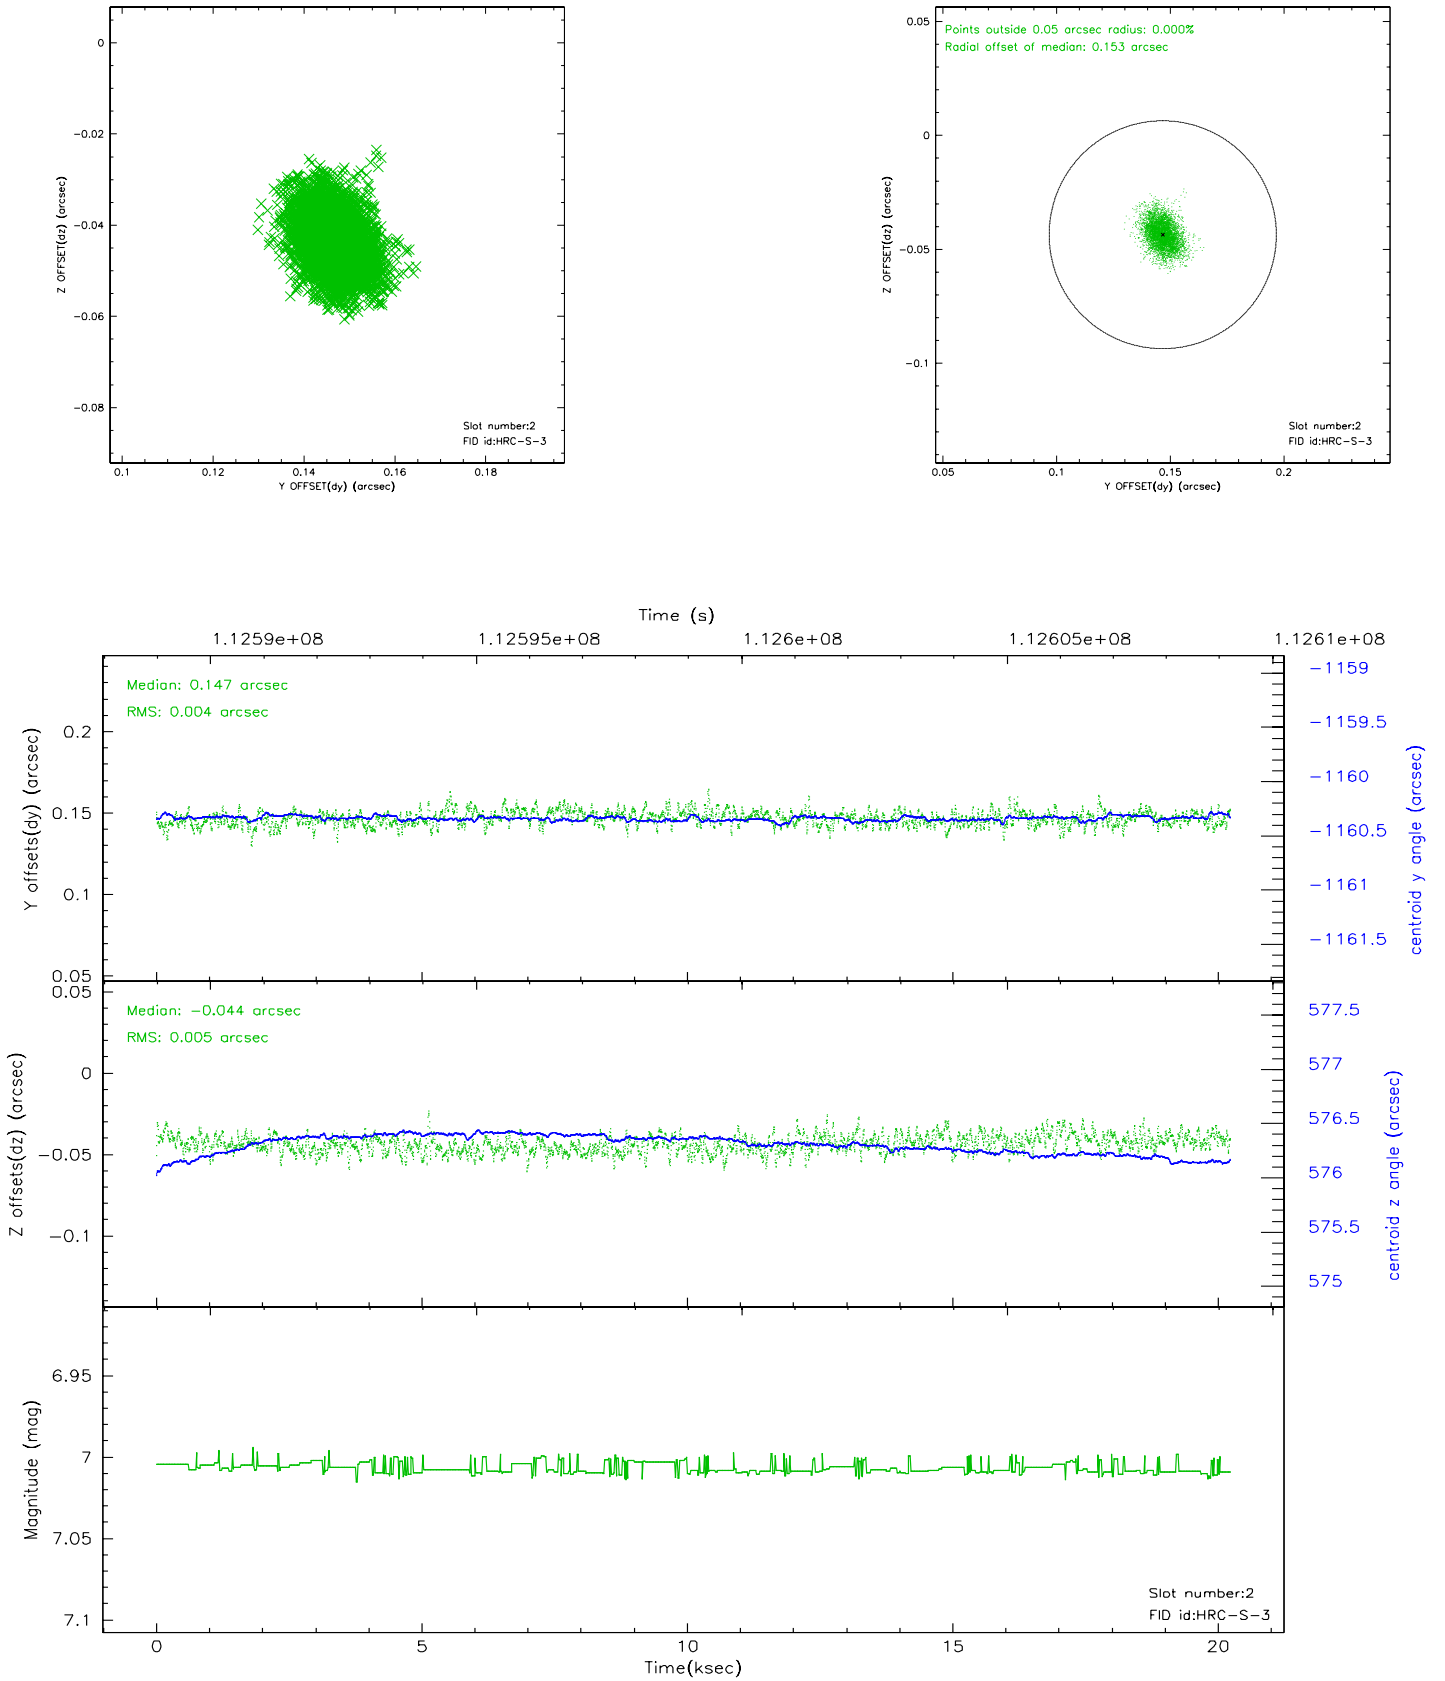 0
−0.02
−0.04
−0.06
−0.08
Z OFFSET(dz) (arcsec)
0.1
0.12
0.14
0.16
0.18
Y OFFSET(dy) (arcsec)
Slot number:2
FID id:HRC−S−3
Points outside 0.05 arcsec radius: 0.000%
Radial offset of median: 0.153 arcsec
0.05
0
−0.05
−0.1
Z OFFSET(dz) (arcsec)
0.05
0.1
0.15
0.2
Y OFFSET(dy) (arcsec)
Slot number:2
FID id:HRC−S−3
Time (s)
1.1259e+08
1.12595e+08
1.126e+08
1.12605e+08
1.1261e+08
Median: 0.147 arcsec
RMS: 0.004 arcsec
0.2
0.15
0.1
0.05
Y offsets(dy) (arcsec)
−1159
−1159.5
−1160
−1160.5
−1161
−1161.5
centroid y angle (arcsec)
Median: −0.044 arcsec
RMS: 0.005 arcsec
0.05
0
−0.05
−0.1
Z offsets(dz) (arcsec)
577.5
577
576.5
576
575.5
575
centroid z angle (arcsec)
6.95
7
7.05
7.1
Magnitude (mag)
Slot number:2
FID id:HRC−S−3
0
5
10
15
20
Time(ksec)